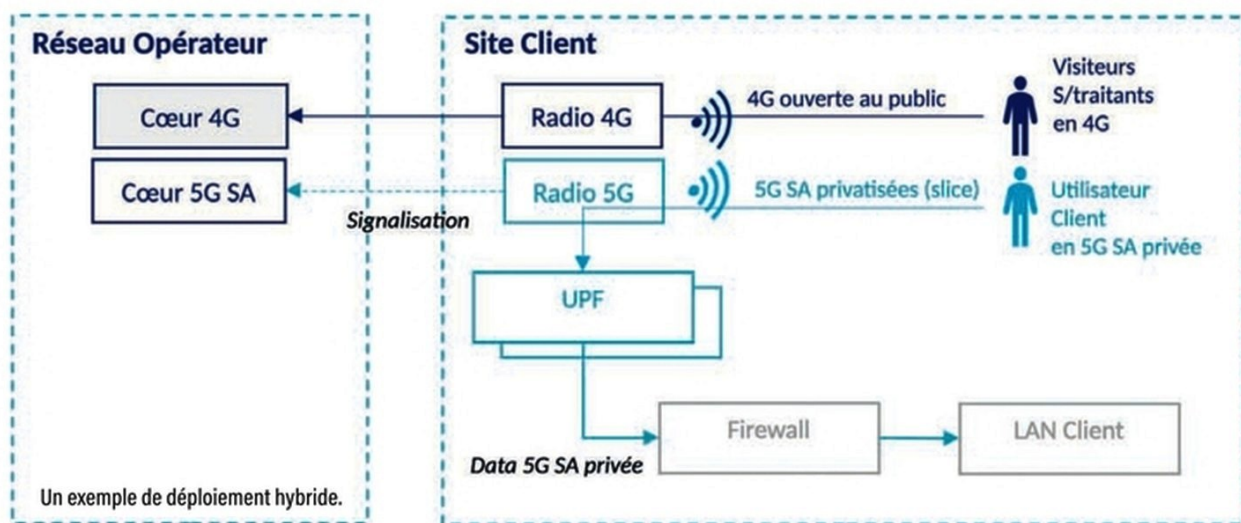 Réseau Opérateur
Cœur 4G
Cœur 5G SA
Signalisation
Un exemple de déploiement hybride.
Site Client
Radio 4G
4G ouverte au public
Visiteurs
S/traitants
en 4G
Radio 5G
5G SA privatisées (slice)
Utilisateur
Client
en 5G SA privée
UPF
Data 5G SA privée
Firewall
LAN Client